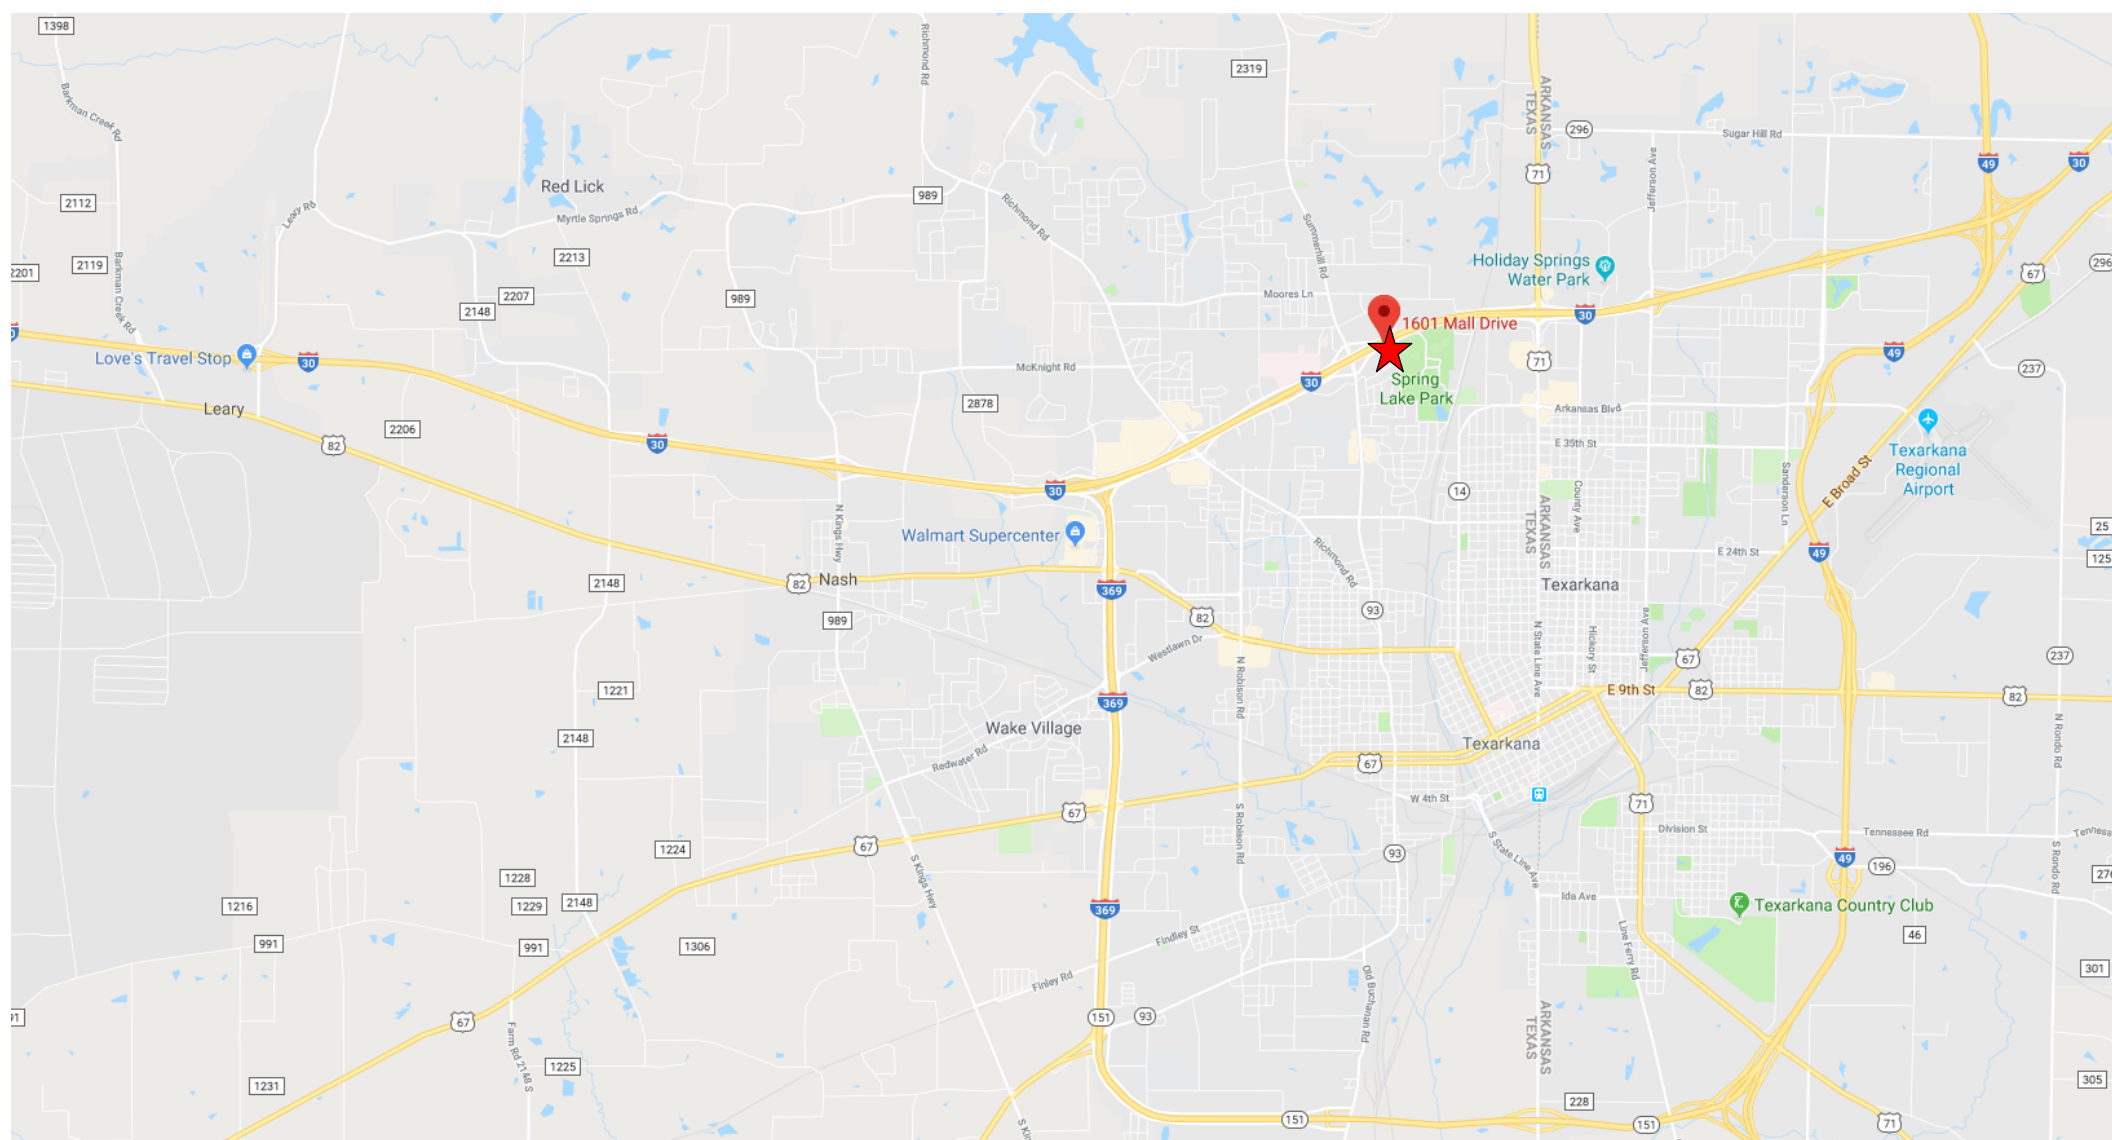 1398
Barkman Creek Rd
Richmond Rd
2319
ARKANSAS
TEXAS
296
Sugar Hill Rd
49
30
71
Jefferson Ave
Red Lick
989
2112
Leary Rd
Myrtle Springs Rd
Richmond Rd
Summerhill Rd
2119
2201
Barkman Creek Rd
2213
Holiday Springs
Water Park
67
296
2207
2148
989
Moores Ln
30
1601 Mall Drive
Love's Travel Stop
30
McKnight Rd
30
71
49
237
Spring
Lake Park
Leary
2878
Arkansas Blvd
82
2206
30
E 35th St
Texarkana
Regional
Airport
E Broad St
Sanderson Ln
30
14
County Ave
N Kings Hwy
ARKANSAS
TEXAS
25
Walmart Supercenter
Richmond Rd
E 24th St
49
125
2148
82
Nash
369
Texarkana
93
82
989
Westlawn Dr
N State Line Ave
Hickory St
Jefferson Ave
67
237
N Robison Rd
1221
369
E 9th St
82
82
Wake Village
2148
Texarkana
N Rondo Rd
Redwater Rd
67
W 4th St
71
67
S Robison Rd
Division St
Tennessee Rd
Tenness
67
1224
S State Line Ave
93
49
196
S Rondo Rd
276
1228
S Kings Hwy
1216
1229
2148
369
Ida Ave
Texarkana Country Club
991
991
1306
Findley St
Line Ferry Rd
46
Finley Rd
Old Buchanan Rd
301
91
67
151
93
ARKANSAS
TEXAS
Farm Rd 2148 S
1225
1231
305
228
151
151
71
S Kin